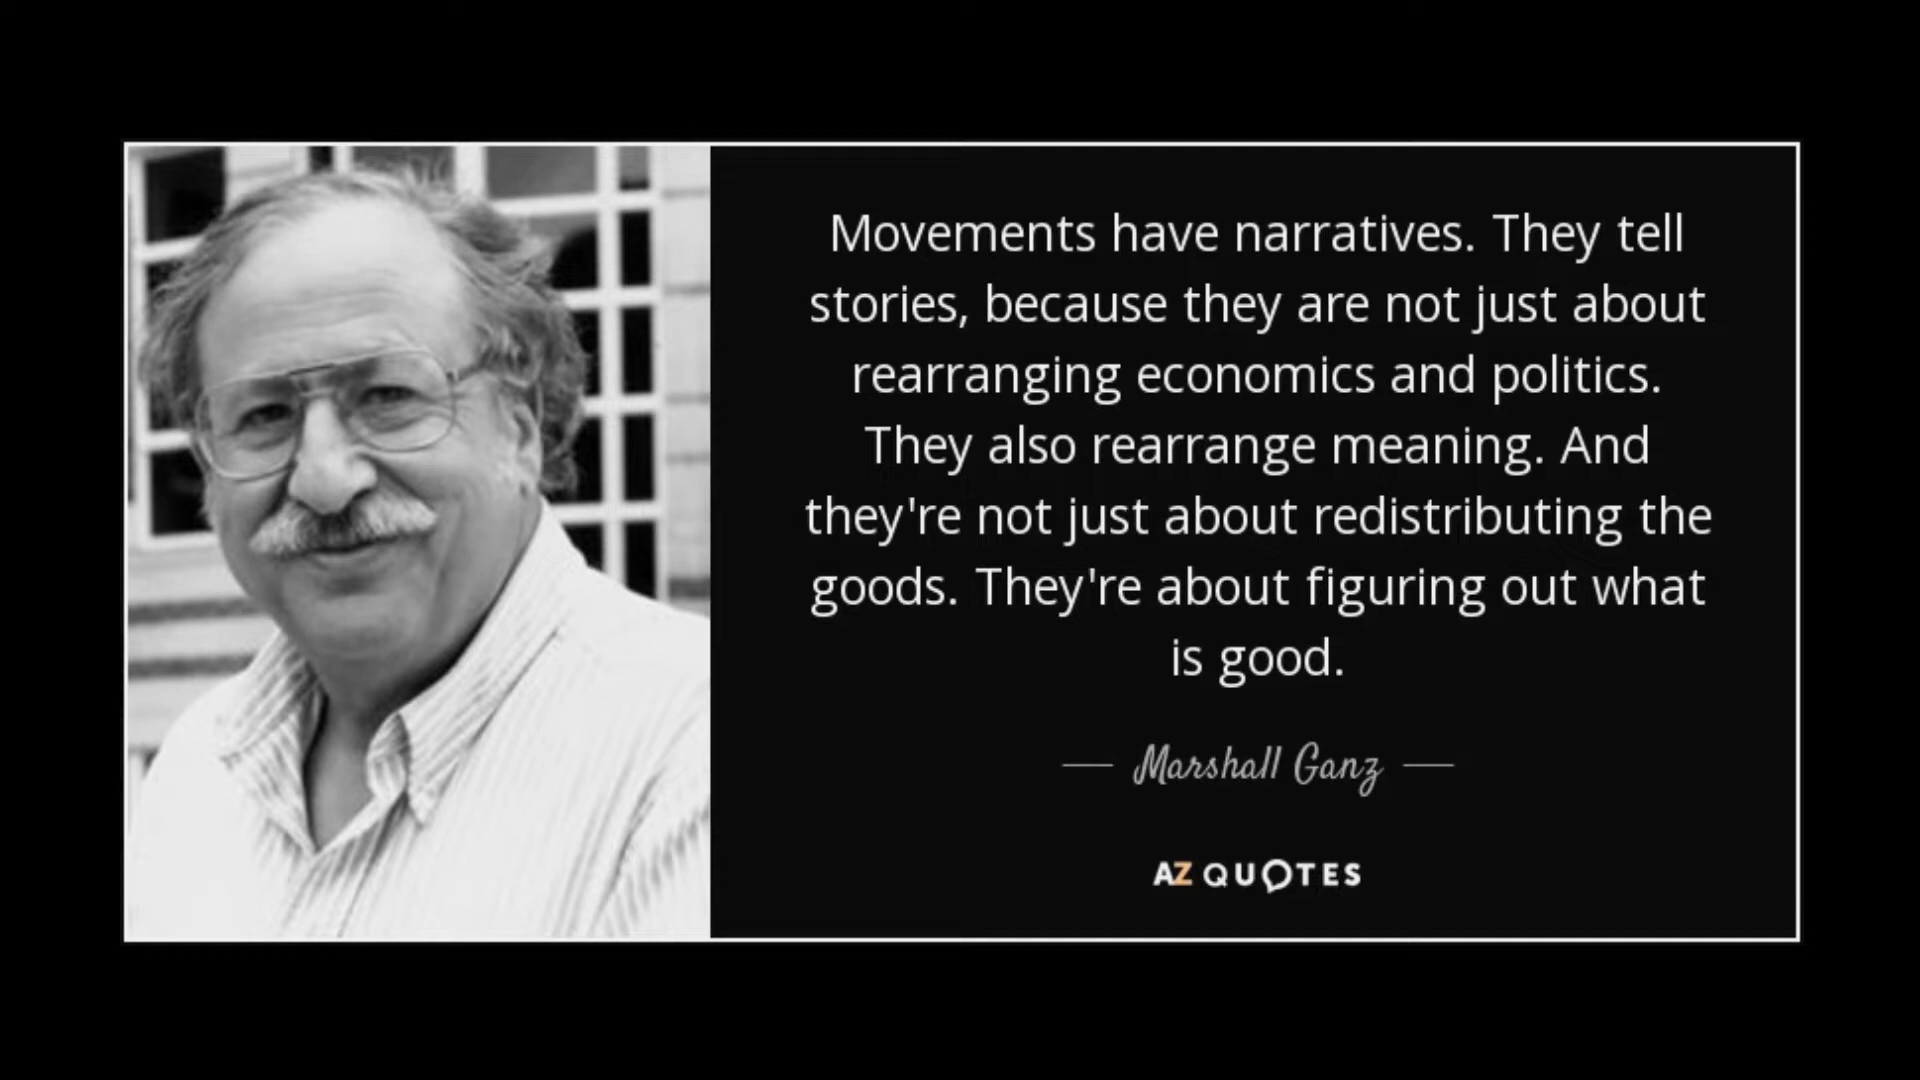 Movements have narratives. They tell
stories, because they are not just about
rearranging economics and politics.
They also rearrange meaning. And
they're not just about redistributing the
goods. They're about figuring out what
is good.
— Marshall Ganz —
AZ QUOTES